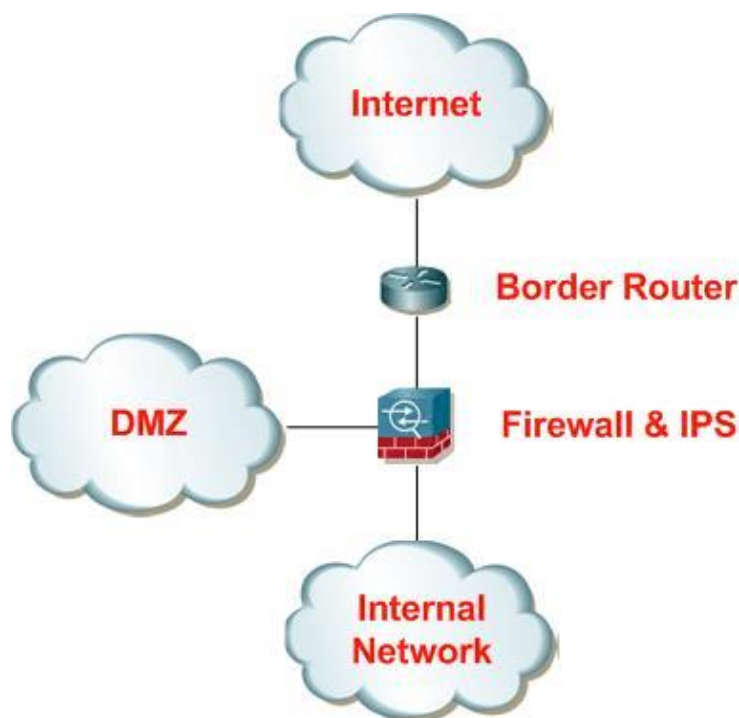 Internet
Border Router
DMZ
Firewall & IPS
Internal
Network